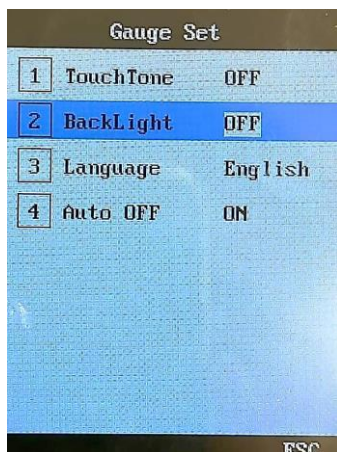 Gauge Set
1 TouchTone OFF
2 BackLight OFF
3 Language English
4 Auto OFF ON
ESC